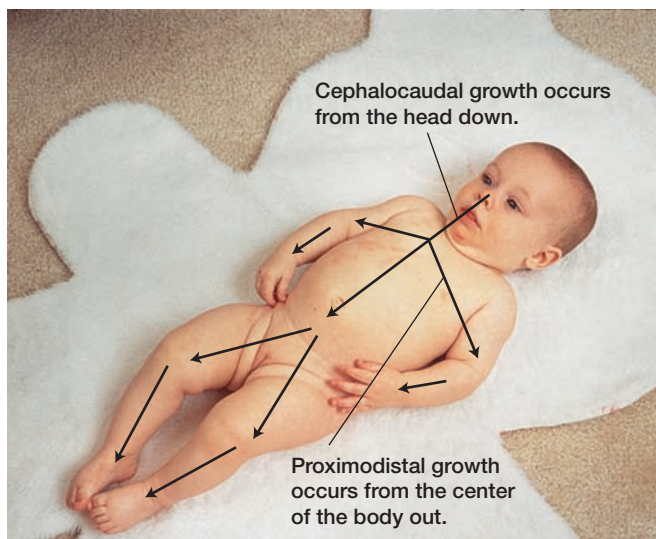 Cephalocaudal growth occurs
from the head down.
Proximodistal growth
occurs from the center
of the body out.